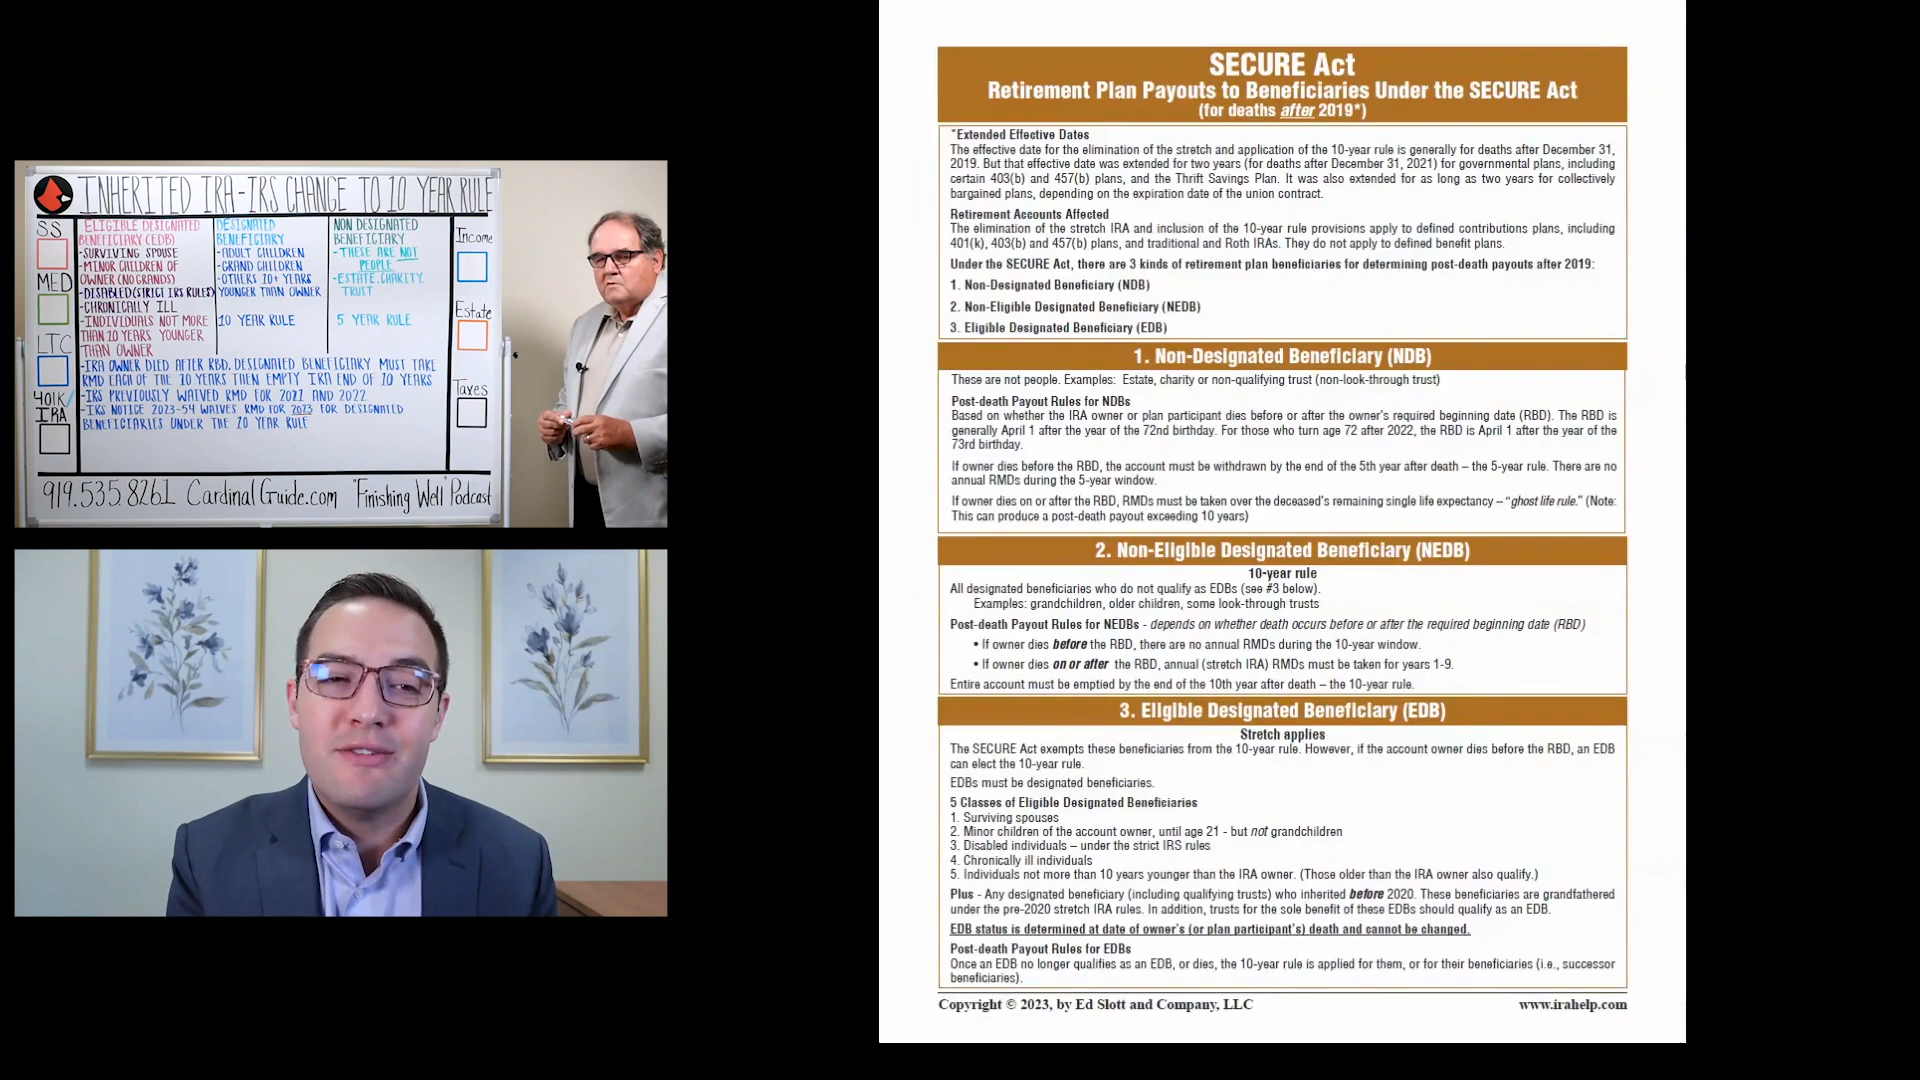 INHERITED IRA-IRS CHANGE TO 10 YEAR RULE
SS
MED
LTC
401K/
IRA
ELIGIBLE DESIGNATED
BENEFICIARY (EDB)
-SURVIVING SPOUSE
-MINOR CHILDREN OF
OWNER (NO GRANDS)
-DISABLED (STRICT IRS RULES)
-CHRONICALLY ILL
-INDIVIDUALS NOT MORE
THAN 10 YEARS YOUNGER
THAN OWNER
DESIGNATED
BENEFICIARY
-ADULT CHILDREN
-GRAND CHILDREN
-OTHERS 10+ YEARS
YOUNGER THAN OWNER
10 YEAR RULE
NON DESIGNATED
BENEFICIARY
-THESE ARE NOT
PEOPLE
-ESTATE, CHARITY,
TRUST
5 YEAR RULE
-IRA OWNER DIED AFTER RBD, DESIGNATED BENEFICIARY MUST TAKE
RMD EACH OF THE 10 YEARS THEN EMPTY IRA END OF 10 YEARS
-IRS PREVIOUSLY WAIVED RMD FOR 2021 AND 2022
-IRS NOTICE 2023-54 WAIVES RMD FOR 2023 FOR DESIGNATED
BENEFICIARIES UNDER THE 10 YEAR RULE
Income
Estate
Taxes
919.535.8261 CardinalGuide.com "Finishing Well" Podcast
SECURE Act
Retirement Plan Payouts to Beneficiaries Under the SECURE Act
(for deaths after 2019*)
*Extended Effective Dates
The effective date for the elimination of the stretch and application of the 10-year rule is generally for deaths after December 31,
2019. But that effective date was extended for two years (for deaths after December 31, 2021) for governmental plans, including
certain 403(b) and 457(b) plans, and the Thrift Savings Plan. It was also extended for as long as two years for collectively
bargained plans, depending on the expiration date of the union contract.
Retirement Accounts Affected
The elimination of the stretch IRA and inclusion of the 10-year rule provisions apply to defined contributions plans, including
401(k), 403(b) and 457(b) plans, and traditional and Roth IRAs. They do not apply to defined benefit plans.
Under the SECURE Act, there are 3 kinds of retirement plan beneficiaries for determining post-death payouts after 2019:
1. Non-Designated Beneficiary (NDB)
2. Non-Eligible Designated Beneficiary (NEDB)
3. Eligible Designated Beneficiary (EDB)
1. Non-Designated Beneficiary (NDB)
These are not people. Examples: Estate, charity or non-qualifying trust (non-look-through trust)
Post-death Payout Rules for NDBs
Based on whether the IRA owner or plan participant dies before or after the owner's required beginning date (RBD). The RBD is
generally April 1 after the year of the 72nd birthday. For those who turn age 72 after 2022, the RBD is April 1 after the year of the
73rd birthday.
If owner dies before the RBD, the account must be withdrawn by the end of the 5th year after death – the 5-year rule. There are no
annual RMDs during the 5-year window.
If owner dies on or after the RBD, RMDs must be taken over the deceased's remaining single life expectancy – "ghost life rule." (Note:
This can produce a post-death payout exceeding 10 years)
2. Non-Eligible Designated Beneficiary (NEDB)
10-year rule
All designated beneficiaries who do not qualify as EDBs (see #3 below).
Examples: grandchildren, older children, some look-through trusts
Post-death Payout Rules for NEDBs - depends on whether death occurs before or after the required beginning date (RBD)
• If owner dies before the RBD, there are no annual RMDs during the 10-year window.
• If owner dies on or after the RBD, annual (stretch IRA) RMDs must be taken for years 1-9.
Entire account must be emptied by the end of the 10th year after death – the 10-year rule.
3. Eligible Designated Beneficiary (EDB)
Stretch applies
The SECURE Act exempts these beneficiaries from the 10-year rule. However, if the account owner dies before the RBD, an EDB
can elect the 10-year rule.
EDBs must be designated beneficiaries.
5 Classes of Eligible Designated Beneficiaries
1. Surviving spouses
2. Minor children of the account owner, until age 21 - but not grandchildren
3. Disabled individuals – under the strict IRS rules
4. Chronically ill individuals
5. Individuals not more than 10 years younger than the IRA owner. (Those older than the IRA owner also qualify.)
Plus - Any designated beneficiary (including qualifying trusts) who inherited before 2020. These beneficiaries are grandfathered
under the pre-2020 stretch IRA rules. In addition, trusts for the sole benefit of these EDBs should qualify as an EDB.
EDB status is determined at date of owner's (or plan participant's) death and cannot be changed.
Post-death Payout Rules for EDBs
Once an EDB no longer qualifies as an EDB, or dies, the 10-year rule is applied for them, or for their beneficiaries (i.e., successor
beneficiaries).
Copyright © 2023, by Ed Slott and Company, LLC
www.irahelp.com